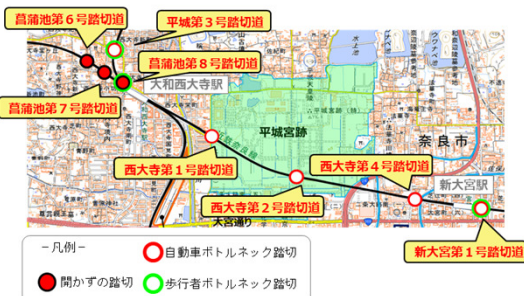 菖蒲池第６号踏切道
平城第３号踏切道
菖蒲池第８号踏切道
大和西大寺駅
菖蒲池第７号踏切道
平城宮跡
奈良市
西大寺第１号踏切道
西大寺第４号踏切道
新大宮駅
西大寺第２号踏切道
大宮通り
新大宮第１号踏切道
－凡例－
自動車ボトルネック踏切
開かずの踏切
歩行者ボトルネック踏切